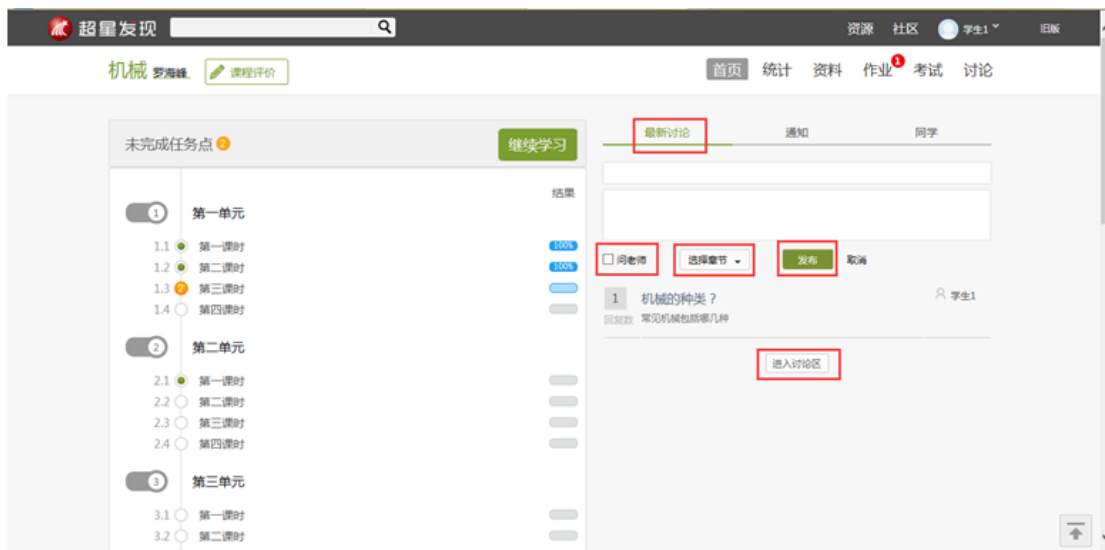 超星发现 资源 社区 学生1 旧版
机械 罗海峰 课程评价 首页 统计 资料 作业 1 考试 讨论
未完成任务点 2 继续学习
最新讨论 通知 同学
结果
1 第一单元
1.1 第一课时 100%
1.2 第二课时 100%
1.3 2 第三课时
1.4 第四课时
2 第二单元
2.1 第一课时
2.2 第二课时
2.3 第三课时
2.4 第四课时
3 第三单元
3.1 第一课时
3.2 第二课时
问老师 选择章节 发布 取消
1 机械的种类？ 学生1
回复数 常见机械包括哪几种
进入讨论区